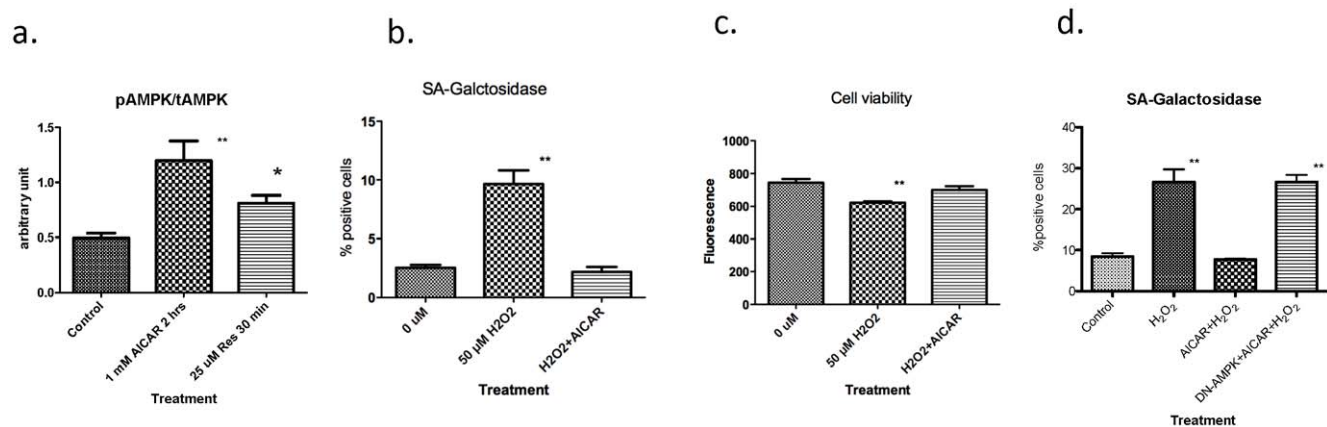 a.
pAMPK/tAMPK
arbitrary unit
1.5
1.0
0.5
0.0
**
*
Control
1 mM AICAR 2 hrs
25 uM Res 30 min
Treatment
b.
SA-Galctosidase
% positive cells
15
10
5
0
**
0 uM
50 µM H2O2
H2O2+AICAR
Treatment
c.
Cell viability
Fluorescence
1000
800
600
400
200
0
**
0 uM
50 µM H2O2
H2O2+AICAR
Treatment
d.
SA-Galactosidase
%positive cells
40
30
20
10
0
**
**
Control
H₂O₂
AICAR+H₂O₂
DN-AMPK+AICAR+H₂O₂
Treatment